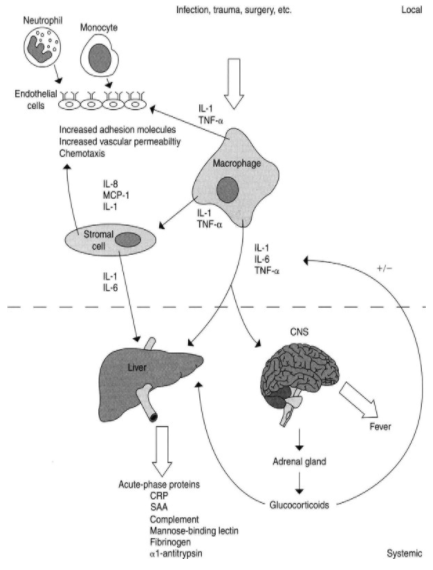 Infection, trauma, surgery, etc.
Local
Neutrophil
Monocyte
Endothelial
cells
IL-1
TNF-α
Increased adhesion molecules
Increased vascular permeabiltiy
Chemotaxis
Macrophage
IL-8
MCP-1
IL-1
IL-1
TNF-α
Stromal
cell
IL-1
IL-6
TNF-α
IL-1
IL-6
+/−
CNS
Liver
Fever
Adrenal gland
Acute-phase proteins
CRP
SAA
Complement
Mannose-binding lectin
Fibrinogen
α1-antitrypsin
Glucocorticoids
Systemic